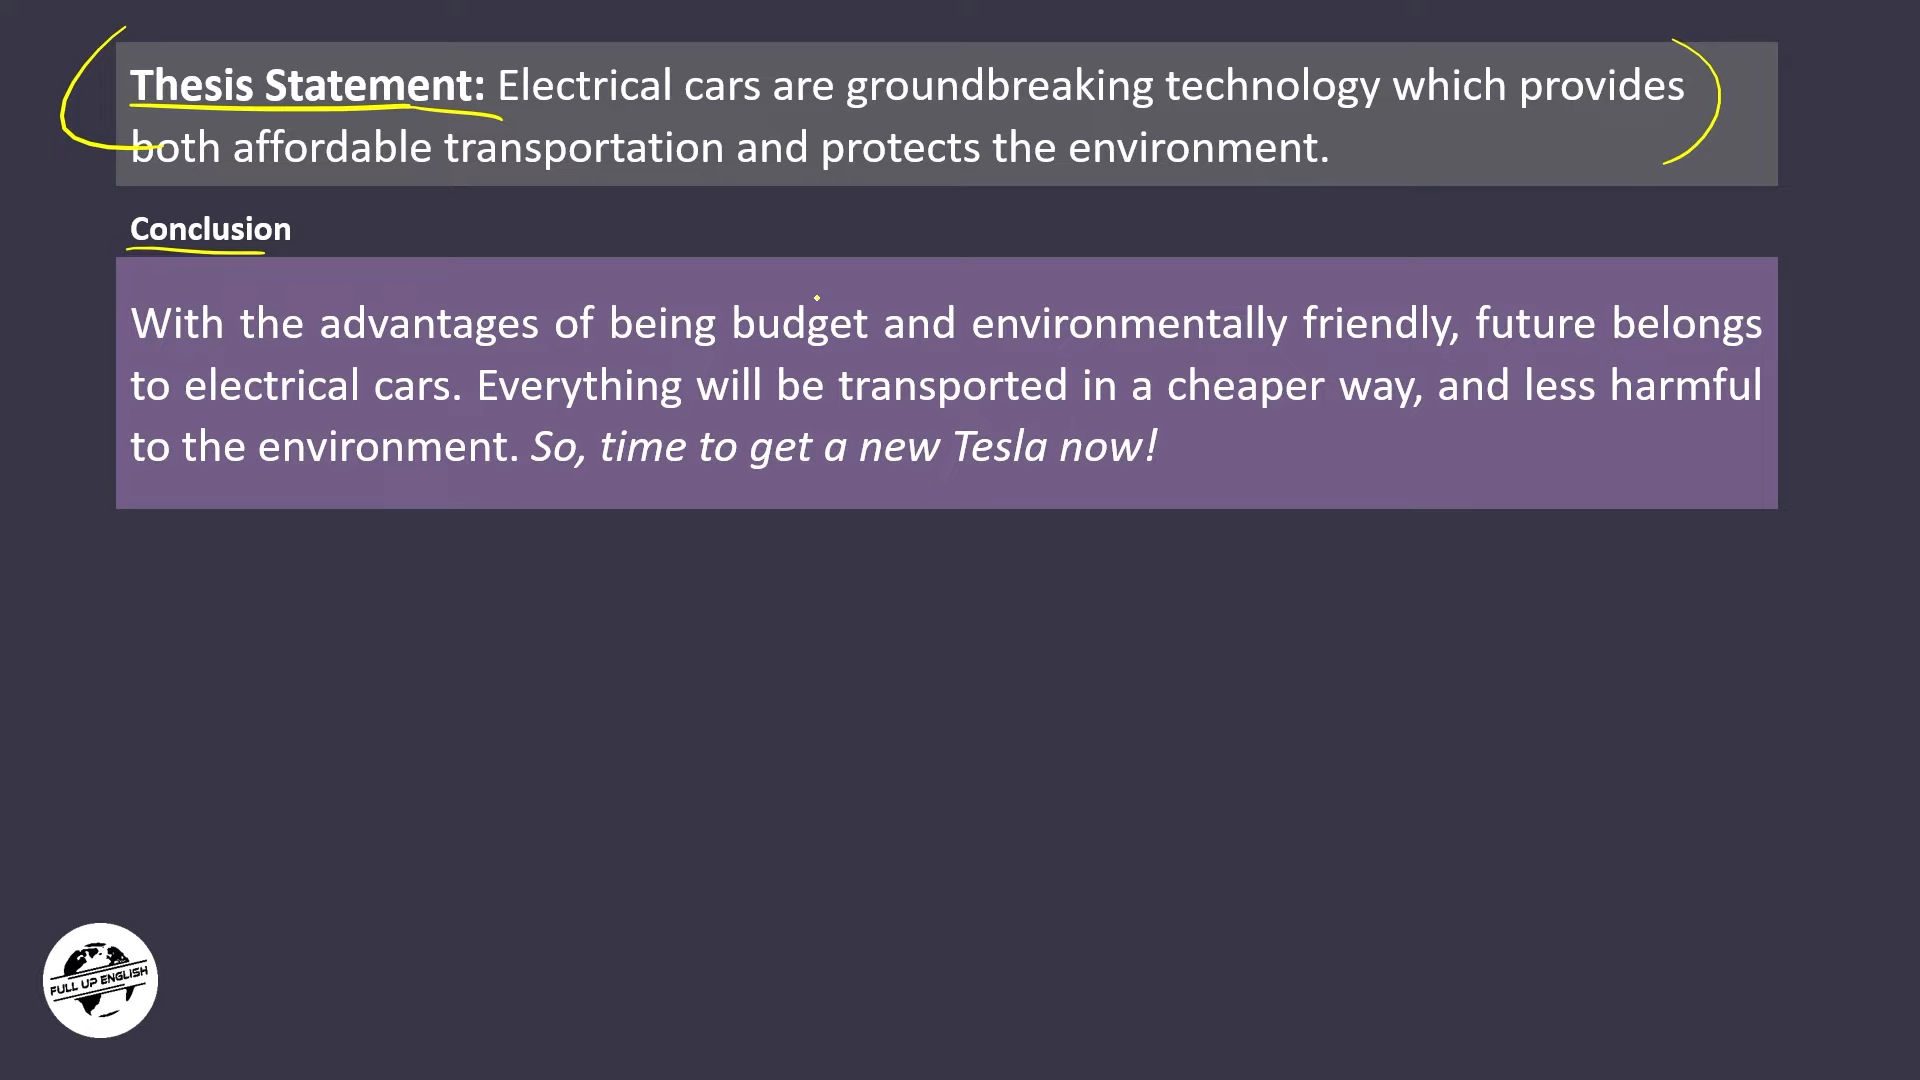 Thesis Statement: Electrical cars are groundbreaking technology which provides
both affordable transportation and protects the environment.
Conclusion
With the advantages of being budget and environmentally friendly, future belongs
to electrical cars. Everything will be transported in a cheaper way, and less harmful
to the environment. So, time to get a new Tesla now!
FULL UP ENGLISH